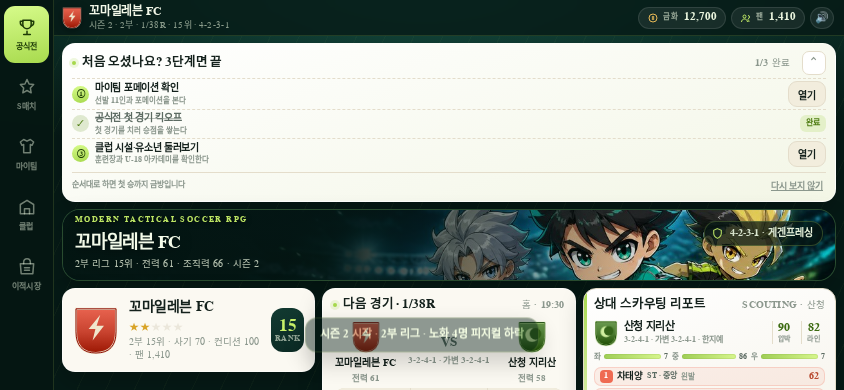 꼬마일레븐 FC
시즌 2 · 2부 · 1/38R · 15위 · 4-2-3-1
금화 12,700
팬 1,410
공식전
S매치
마이팀
클럽
이적시장
처음 오셨나요? 3단계면 끝
1/3 완료
1 마이팀 포메이션 확인
선발 11인과 포메이션을 본다
열기
✓ 공식전 첫 경기 킥오프
첫 경기를 치러 승점을 쌓는다
완료
3 클럽 시설·유소년 둘러보기
훈련장과 U-18 아카데미를 확인한다
열기
순서대로 하면 첫 승까지 금방입니다
다시 보지 않기
MODERN TACTICAL SOCCER RPG
꼬마일레븐 FC
2부 리그 15위 · 전력 61 · 조직력 66 · 시즌 2
4-2-3-1 · 게겐프레싱
꼬마일레븐 FC
★★★★★
2부 15위 · 사기 70 · 컨디션 100
· 팬 1,410
15
RANK
다음 경기 · 1/38R
홈 · 19:30
시즌 2 시작 · 2부 리그 · 노화 4명 피지컬 하락
VS
꼬마일레븐 FC
전력 61
3-2-4-1 · 가변 3-2-4-1
산청 지리산
전력 58
상대 스카우팅 리포트
SCOUTING · 산청
산청 지리산
3-2-4-1 · 가변 3-2-4-1 · 한지예
90
압박
82
라인
좌 7 중 86 우 7
1 차태양 ST · 중앙 왼발 62